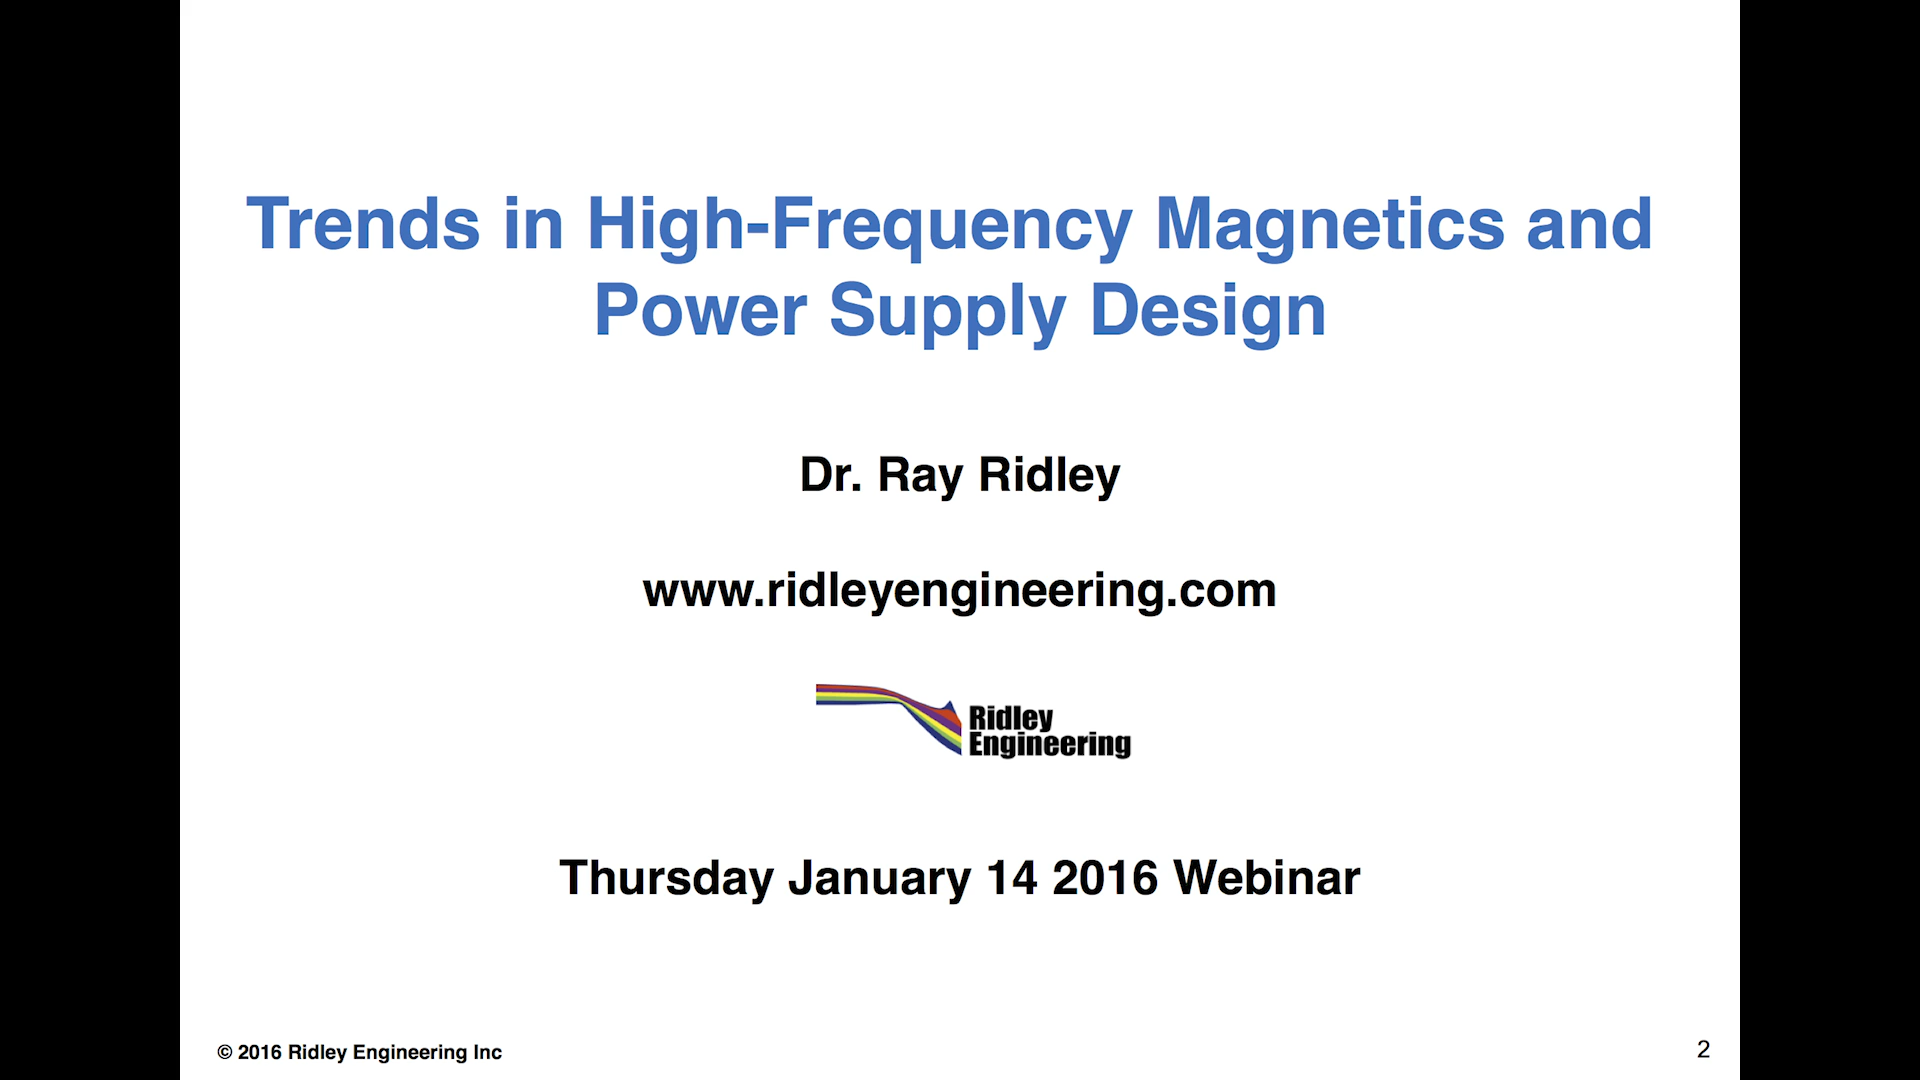 Trends in High-Frequency Magnetics and
Power Supply Design
Dr. Ray Ridley
www.ridleyengineering.com
Ridley
Engineering
Thursday January 14 2016 Webinar
© 2016 Ridley Engineering Inc
2